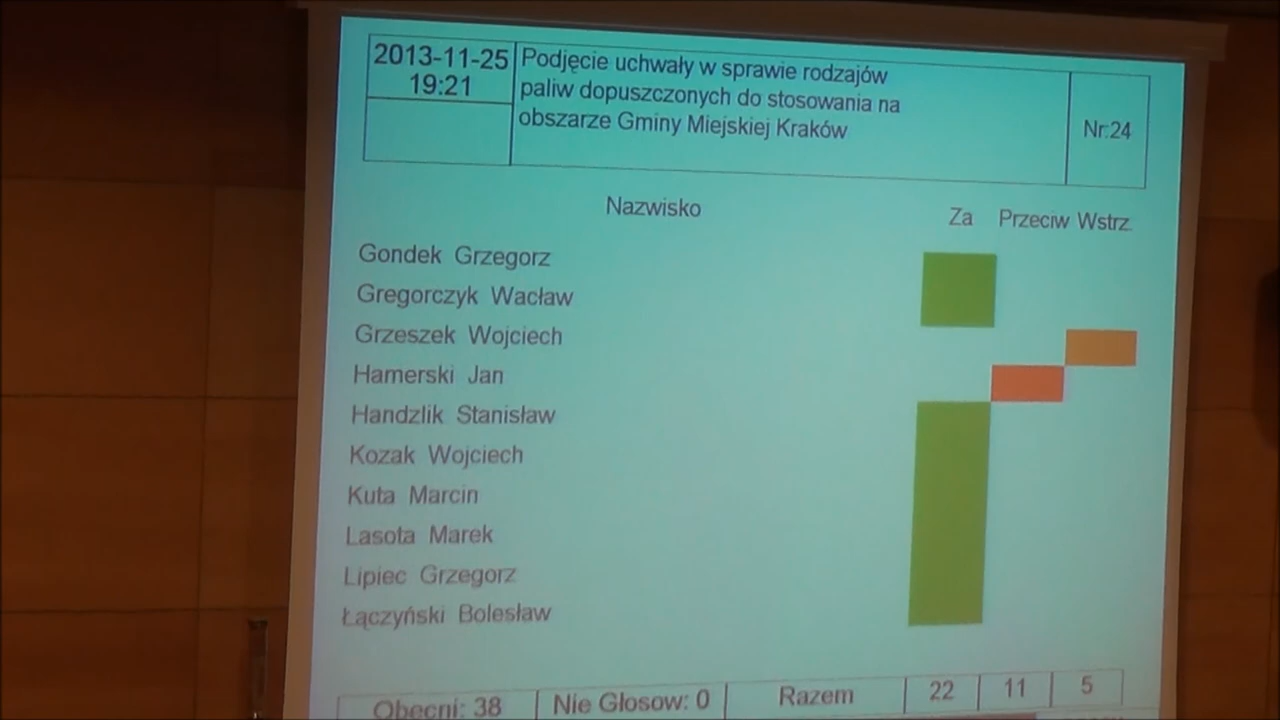 2013-11-25
19:21
Podjęcie uchwały w sprawie rodzajów
paliw dopuszczonych do stosowania na
obszarze Gminy Miejskiej Kraków
Nr:24
Nazwisko Za Przeciw Wstrz.
Gondek Grzegorz
Gregorczyk Wacław
Grzeszek Wojciech
Hamerski Jan
Handzlik Stanisław
Kozak Wojciech
Kuta Marcin
Lasota Marek
Lipiec Grzegorz
Łączyński Bolesław
Obecni: 38 Nie Głosow: 0 Razem 22 11 5